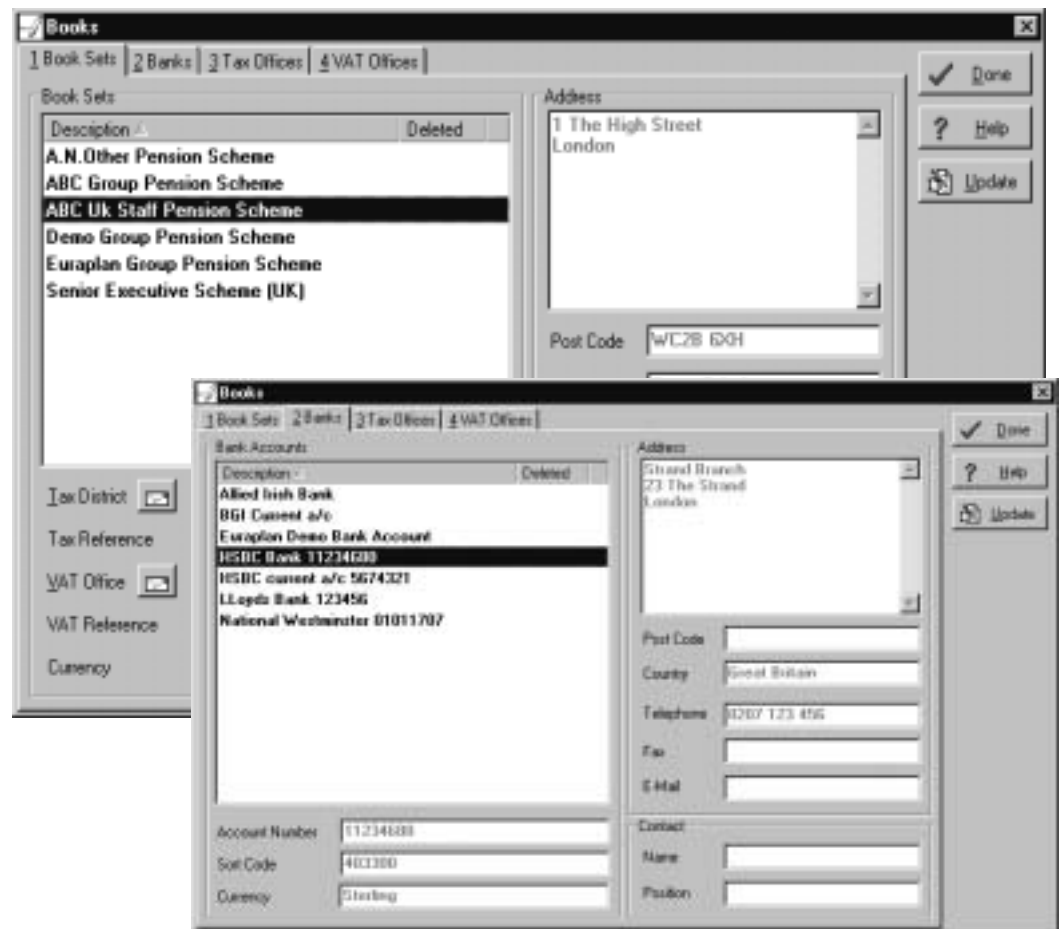 Books
1 Book Sets 2 Banks 3 Tax Offices 4 VAT Offices
Book Sets
Description Deleted
A.N.Other Pension Scheme
ABC Group Pension Scheme
ABC Uk Staff Pension Scheme
Demo Group Pension Scheme
Euraplan Group Pension Scheme
Senior Executive Scheme (UK)
Address
1 The High Street
London
Post Code WC2B 6XH
Done
Help
Update
Tax District
Tax Reference
VAT Office
VAT Reference
Currency
Books
1 Book Sets 2 Banks 3 Tax Offices 4 VAT Offices
Bank Accounts
Description Deleted
Allied Irish Bank
BGI Current a/c
Euraplan Demo Bank Account
HSBC Bank 11234680
HSBC current a/c 5674321
LLoyds Bank 123456
National Westminster 01011707
Account Number 11234680
Sort Code 403300
Currency Sterling
Address
Strand Branch
23 The Strand
London
Post Code
Country Great Britain
Telephone 0207 123 456
Fax
E-Mail
Contact
Name
Position
Done
Help
Update